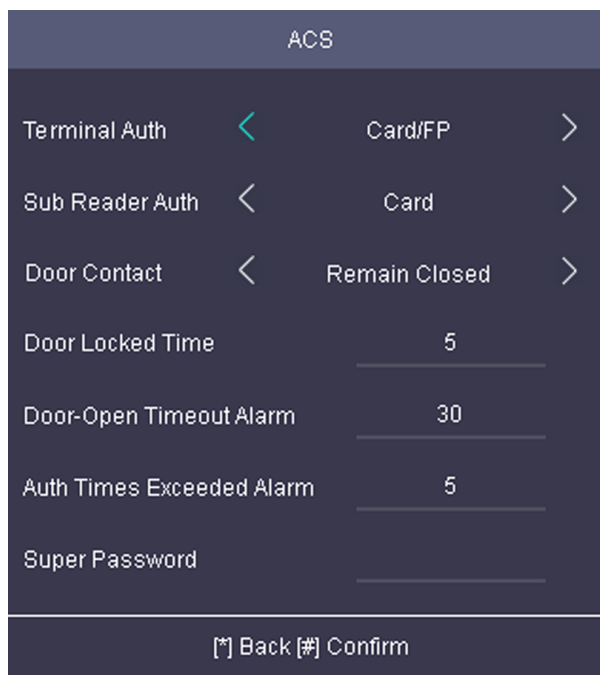 ACS
Terminal Auth < Card/FP >
Sub Reader Auth < Card >
Door Contact < Remain Closed >
Door Locked Time 5
Door-Open Timeout Alarm 30
Auth Times Exceeded Alarm 5
Super Password
[*] Back [#] Confirm